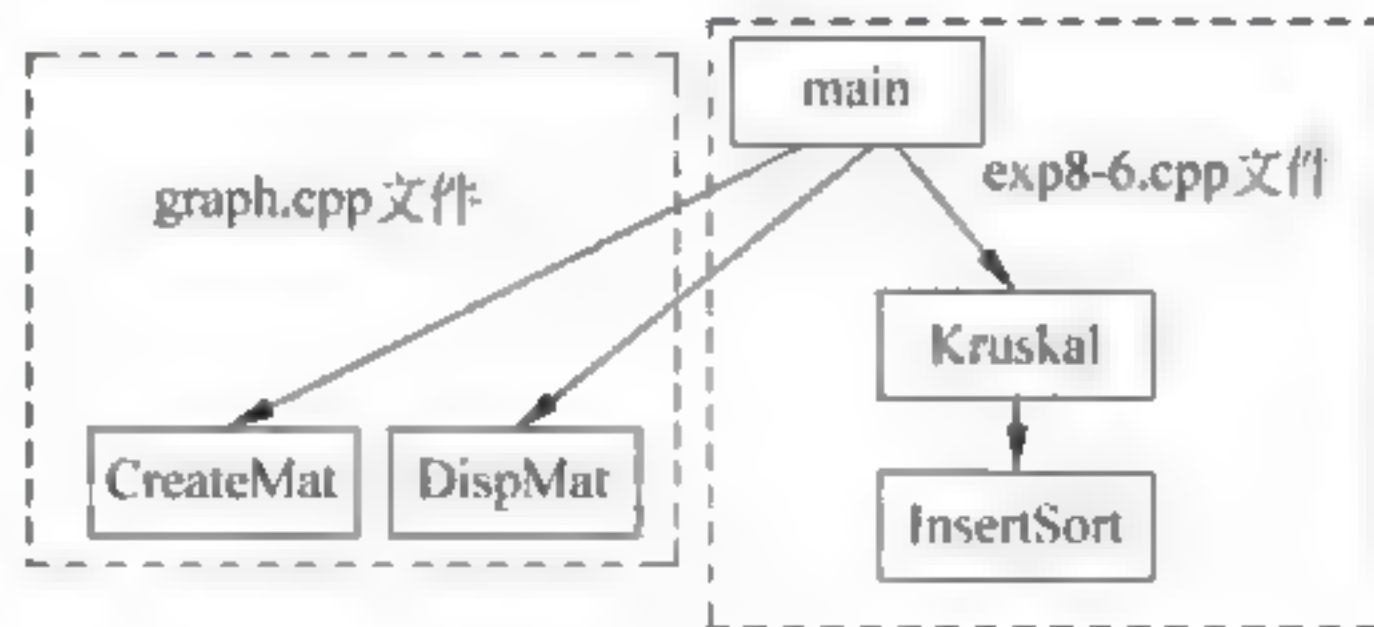 main
graph.cpp文件
exp8-6.cpp文件
Kruskal
CreateMat
DispMat
InsertSort